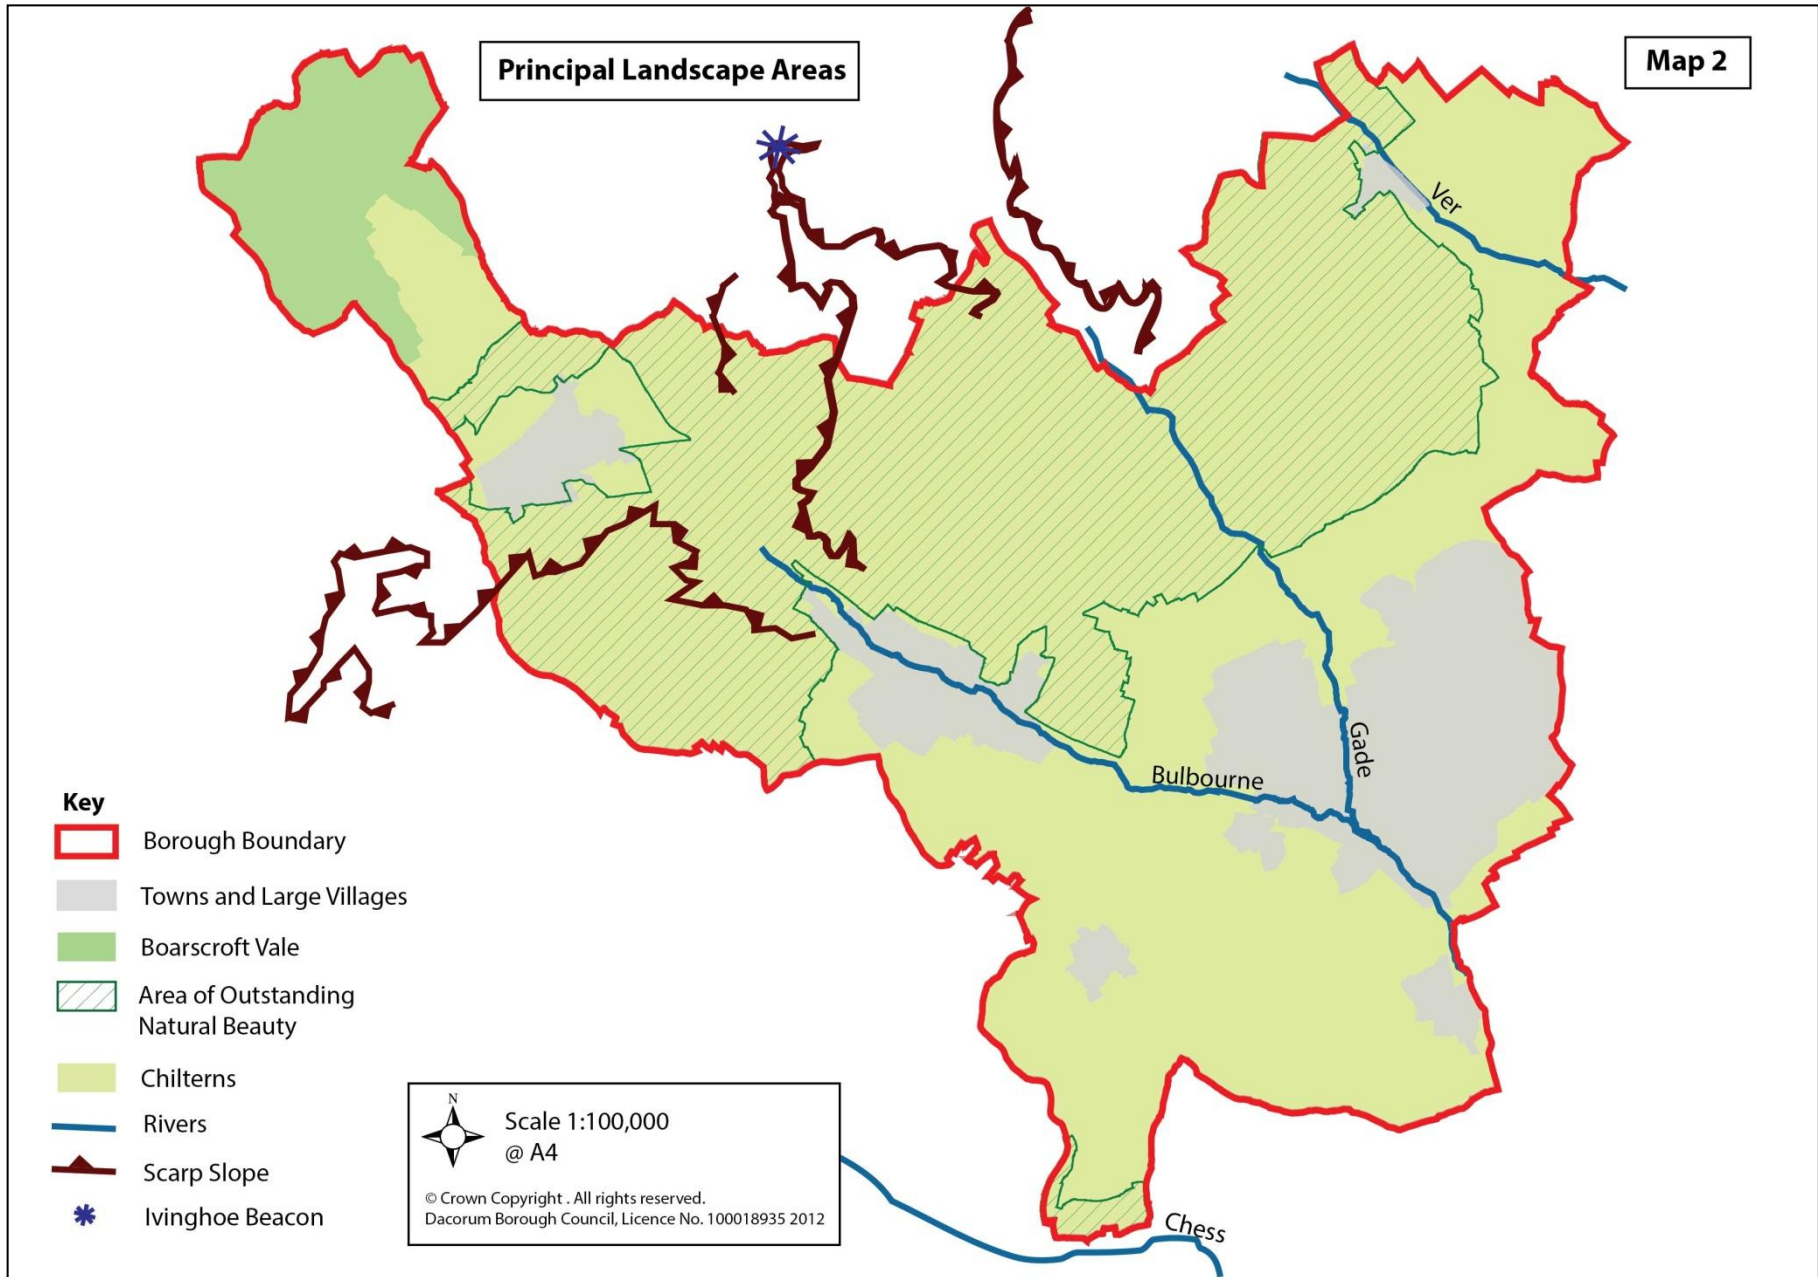 Principal Landscape Areas
Map 2
Ver
Gade
Bulbourne
Chess
Key
Borough Boundary
Towns and Large Villages
Boarscroft Vale
Area of Outstanding
Natural Beauty
Chilterns
Rivers
Scarp Slope
Ivinghoe Beacon
N
Scale 1:100,000
@ A4
© Crown Copyright . All rights reserved.
Dacorum Borough Council, Licence No. 100018935 2012